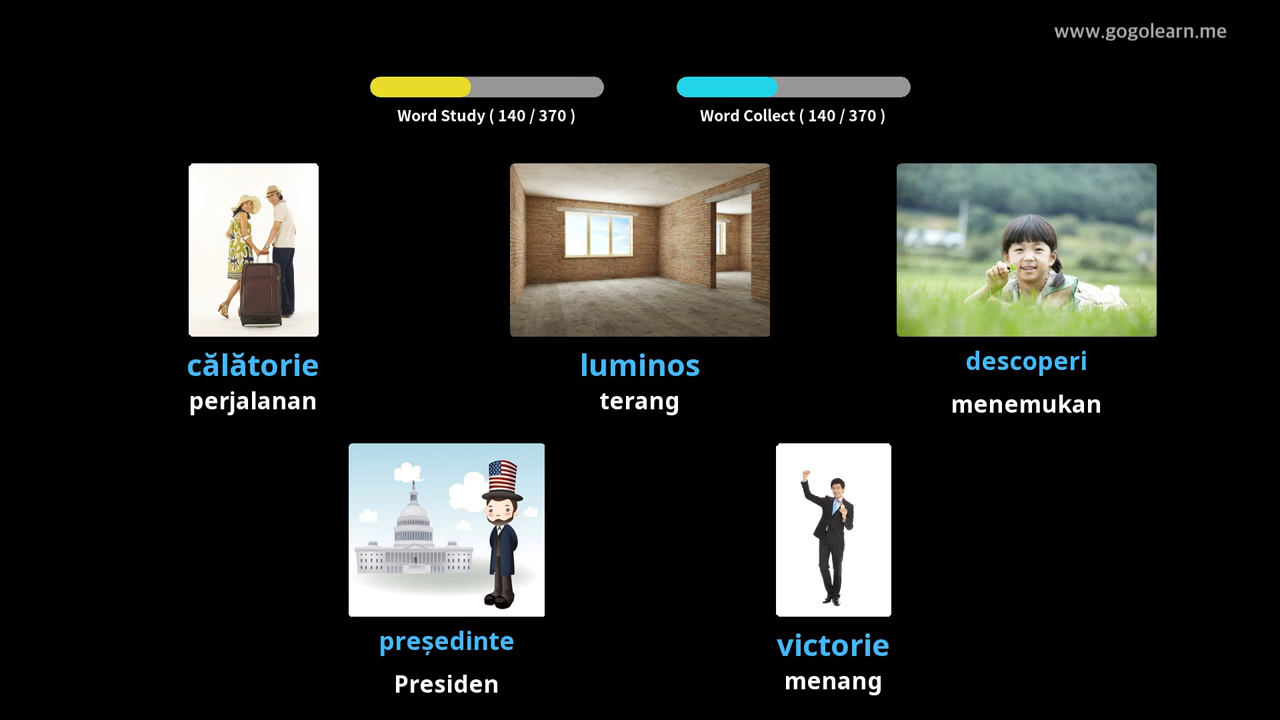 www.gogolearn.me
Word Study ( 140 / 370 )
Word Collect ( 140 / 370 )
călătorie
perjalanan
luminos
terang
descoperi
menemukan
președinte
Presiden
victorie
menang